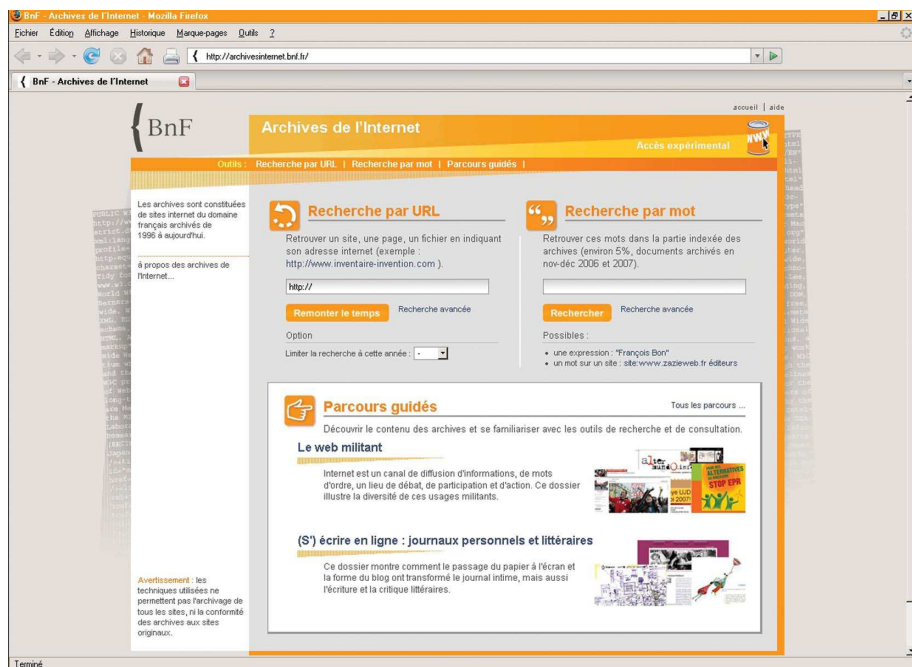 BnF - Archives de l'Internet - Mozilla Firefox
Fichier Édition Affichage Historique Marque-pages Outils ?
http://archivesinternet.bnf.fr/
BnF - Archives de l'Internet
accueil | aide
BnF
Archives de l'Internet
Accès expérimental
WWW
Outils : Recherche par URL | Recherche par mot | Parcours guidés |
Les archives sont constituées
de sites internet du domaine
français archivés de
1996 à aujourd'hui.
à propos des archives de
l'Internet...
Recherche par URL
Retrouver un site, une page, un fichier en indiquant
son adresse internet (exemple :
http://www.inventaire-invention.com ).
http://
Remonter le temps Recherche avancée
Option
Limiter la recherche à cette année : -
Recherche par mot
Retrouver ces mots dans la partie indexée des
archives (environ 5%, documents archivés en
nov-déc 2006 et 2007).
Rechercher Recherche avancée
Possibles :
• une expression : "François Bon"
• un mot sur un site : site:www.zazieweb.fr éditeurs
Parcours guidés
Tous les parcours ...
Découvrir le contenu des archives et se familiariser avec les outils de recherche et de consultation.
Le web militant
Internet est un canal de diffusion d'informations, de mots
d'ordre, un lieu de débat, de participation et d'action. Ce dossier
illustre la diversité de ces usages militants.
STOP EPR
(S') écrire en ligne : journaux personnels et littéraires
Ce dossier montre comment le passage du papier à l'écran et
la forme du blog ont transformé le journal intime, mais aussi
l'écriture et la critique littéraires.
Avertissement : les
techniques utilisées ne
permettent pas l'archivage de
tous les sites, ni la conformité
des archives aux sites
originaux.
Terminé